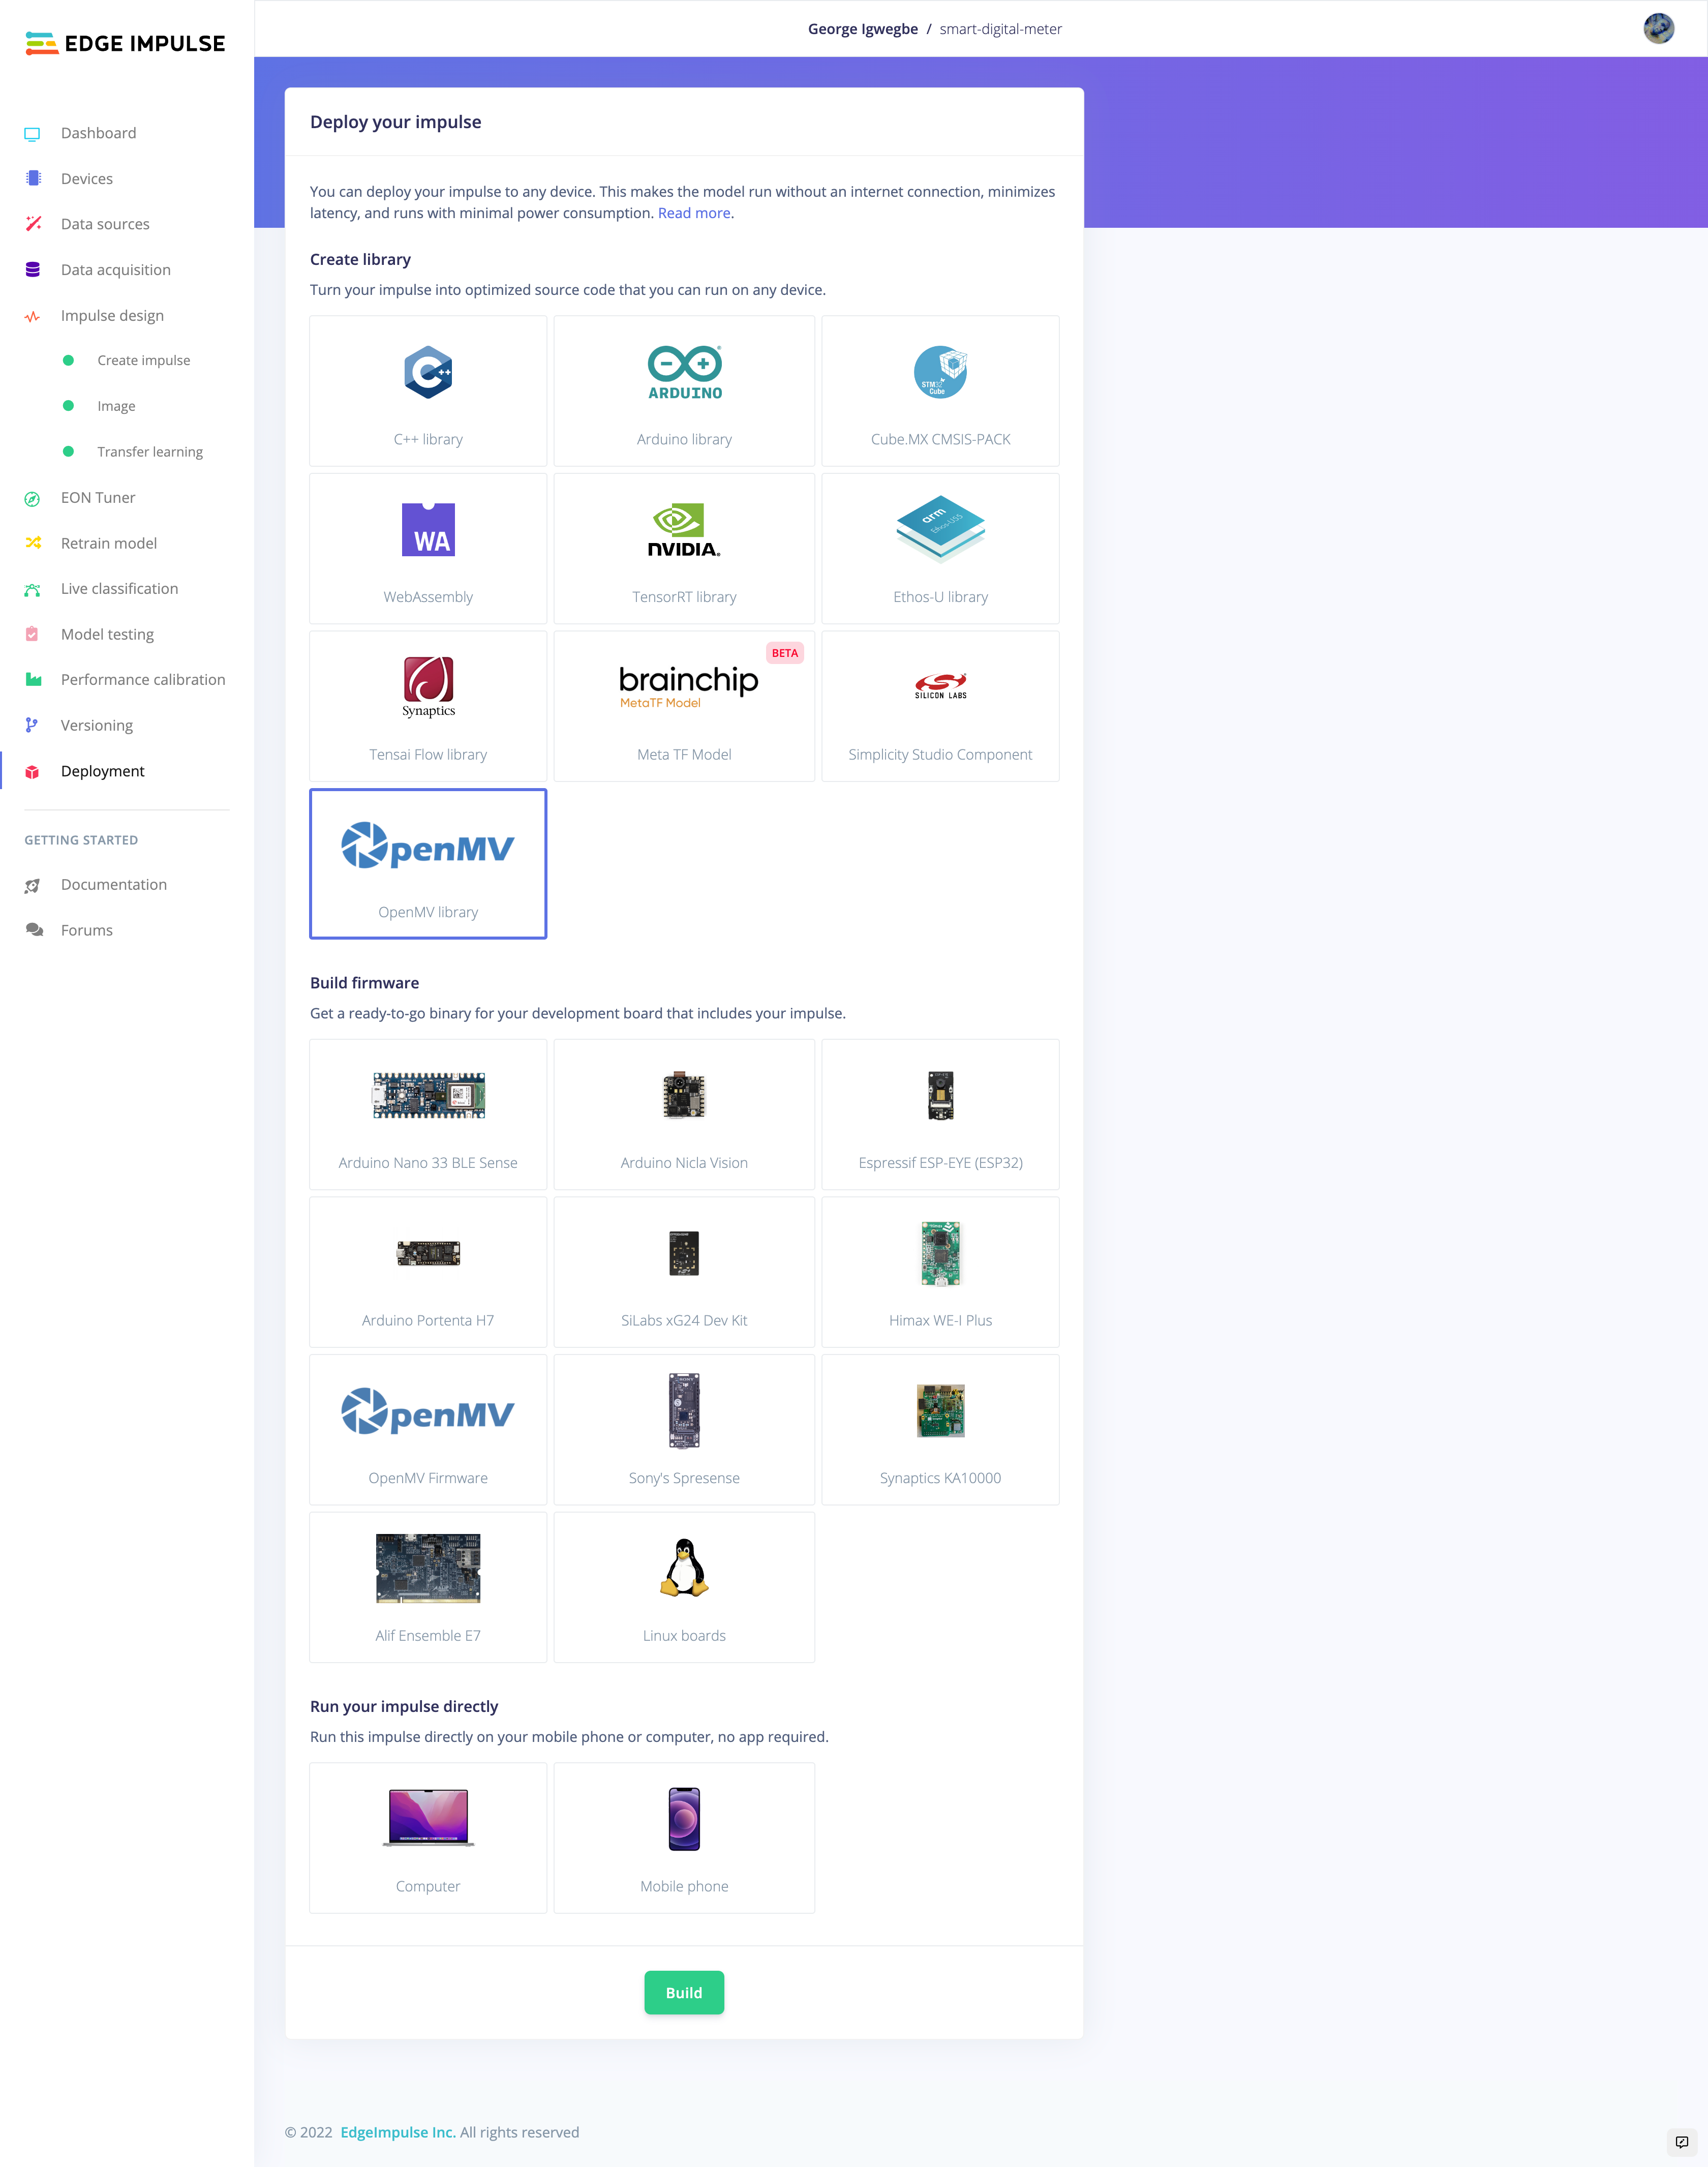 EDGE IMPULSE
George Igwegbe / smart-digital-meter
Dashboard
Devices
Data sources
Data acquisition
Impulse design
Create impulse
Image
Transfer learning
EON Tuner
Retrain model
Live classification
Model testing
Performance calibration
Versioning
Deployment
GETTING STARTED
Documentation
Forums
Deploy your impulse
You can deploy your impulse to any device. This makes the model run without an internet connection, minimizes
latency, and runs with minimal power consumption. Read more.
Create library
Turn your impulse into optimized source code that you can run on any device.
C++
C++ library
ARDUINO
Arduino library
STM32
Cube
Cube.MX CMSIS-PACK
WA
WebAssembly
NVIDIA.
TensorRT library
arm
Ethos-U55
Ethos-U library
Synaptics
Tensai Flow library
BETA
brainchip
MetaTF Model
Meta TF Model
SILICON LABS
Simplicity Studio Component
OpenMV
OpenMV library
Build firmware
Get a ready-to-go binary for your development board that includes your impulse.
Arduino Nano 33 BLE Sense
Arduino Nicla Vision
Espressif ESP-EYE (ESP32)
Arduino Portenta H7
SiLabs xG24 Dev Kit
Himax WE-I Plus
OpenMV
OpenMV Firmware
Sony's Spresense
Synaptics KA10000
Alif Ensemble E7
Linux boards
Run your impulse directly
Run this impulse directly on your mobile phone or computer, no app required.
Computer
Mobile phone
Build
© 2022 EdgeImpulse Inc. All rights reserved